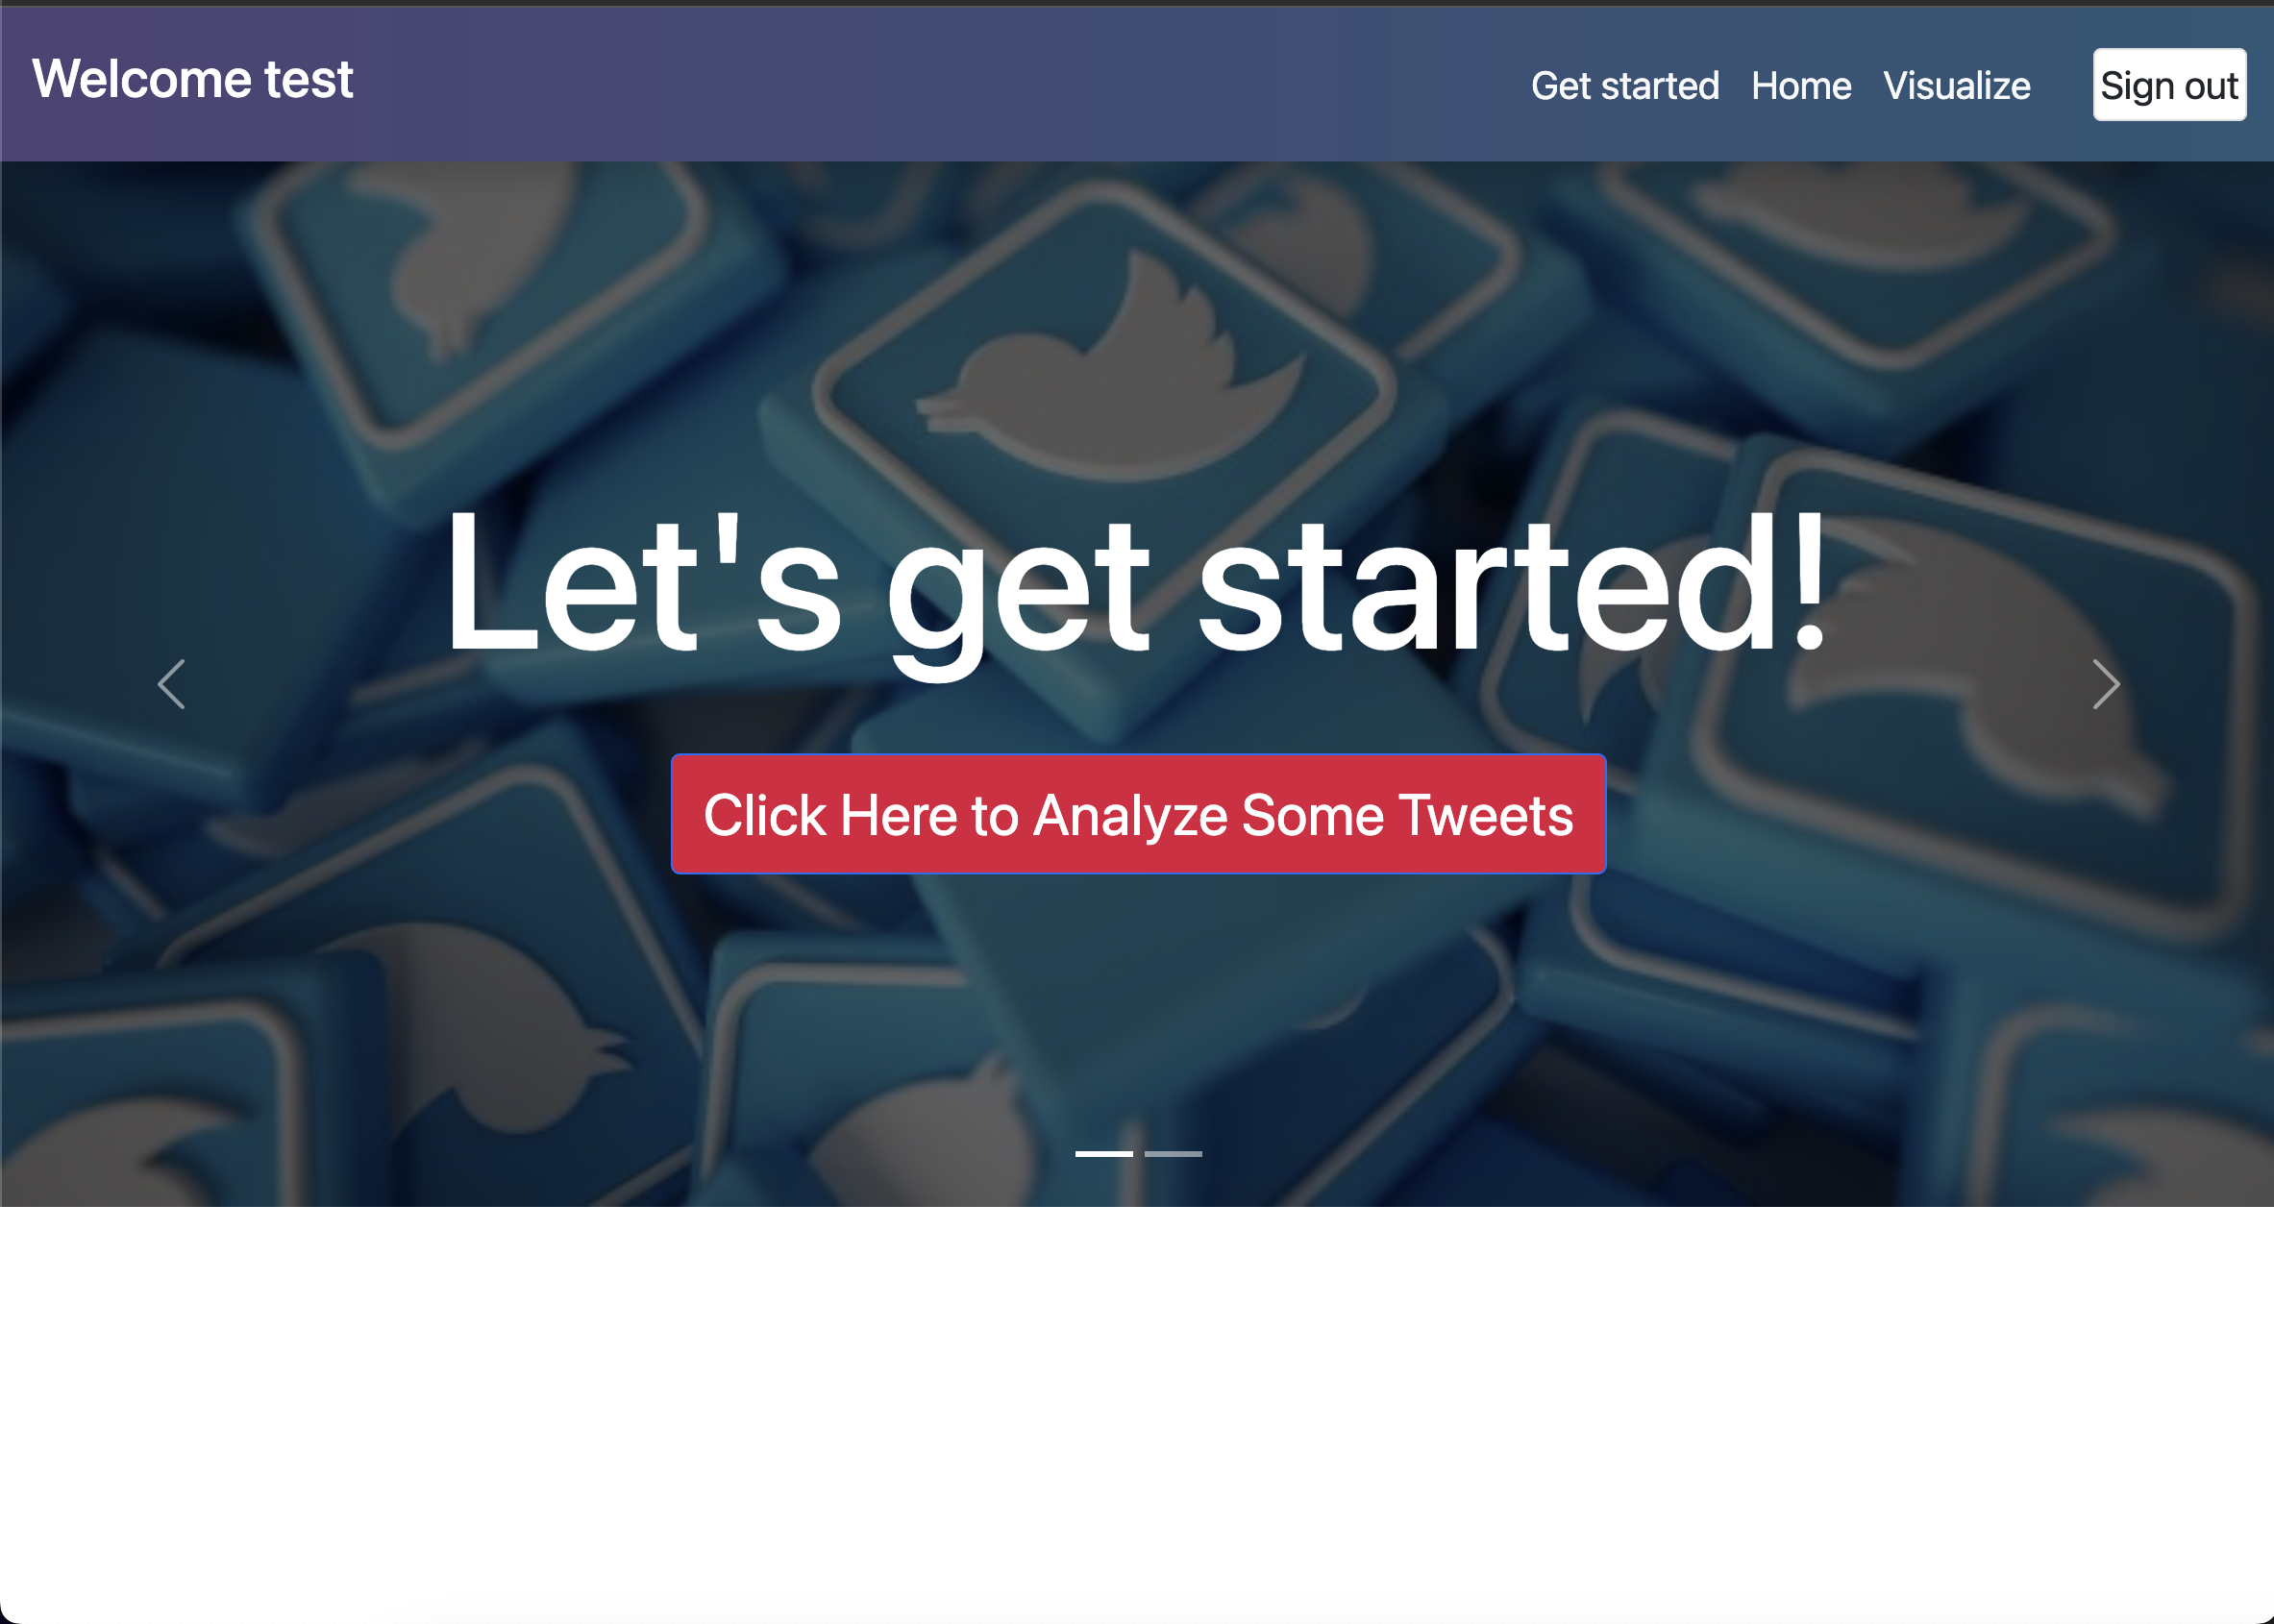 Welcome test
Get started Home Visualize Sign out
Let's get started!
Click Here to Analyze Some Tweets